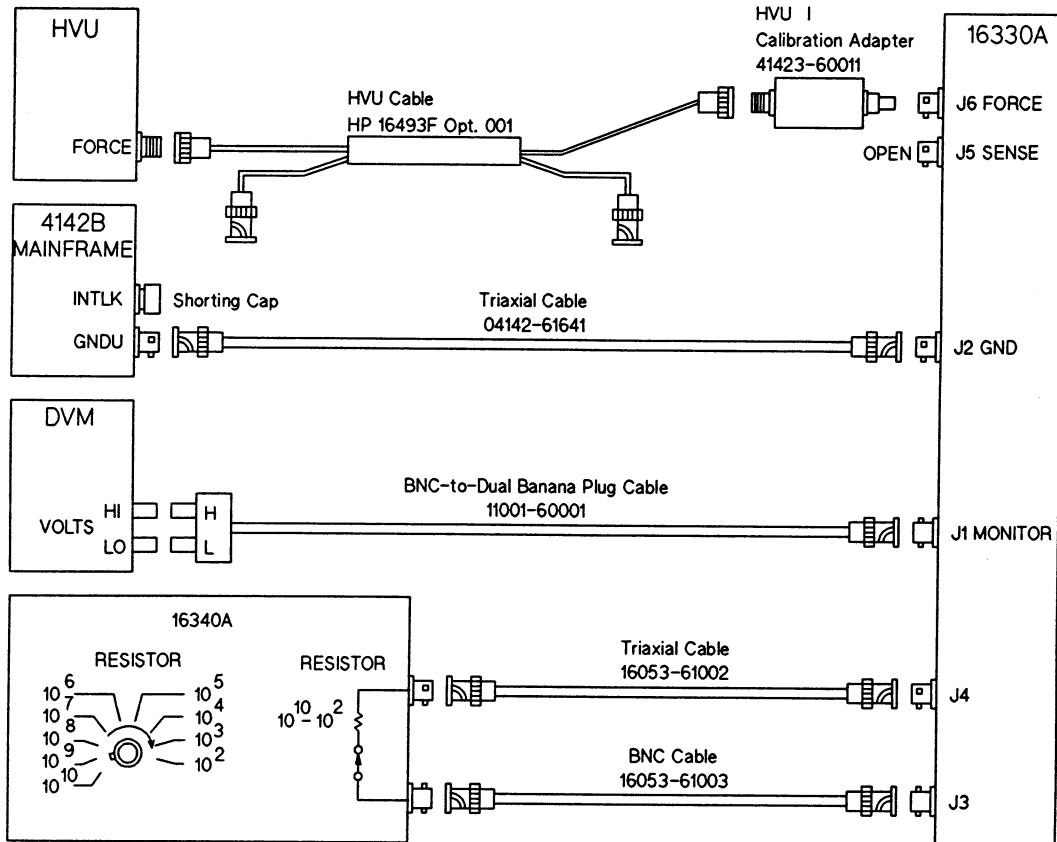 HVU
FORCE
HVU Cable
HP 16493F Opt. 001
HVU I
Calibration Adapter
41423-60011
16330A
J6 FORCE
OPEN
J5 SENSE
4142B
MAINFRAME
INTLK
Shorting Cap
GNDU
Triaxial Cable
04142-61641
J2 GND
DVM
HI
VOLTS
LO
H
L
BNC-to-Dual Banana Plug Cable
11001-60001
J1 MONITOR
16340A
RESISTOR
10^6
10^5
10^7
10^4
10^8
10^3
10^9
10^2
10^10
RESISTOR
10^10-10^2
Triaxial Cable
16053-61002
J4
BNC Cable
16053-61003
J3